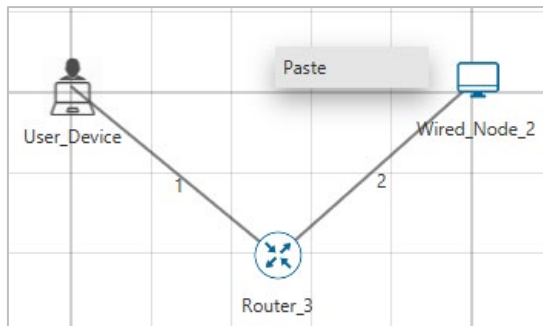 Paste
User_Device
Wired_Node_2
1
2
Router_3